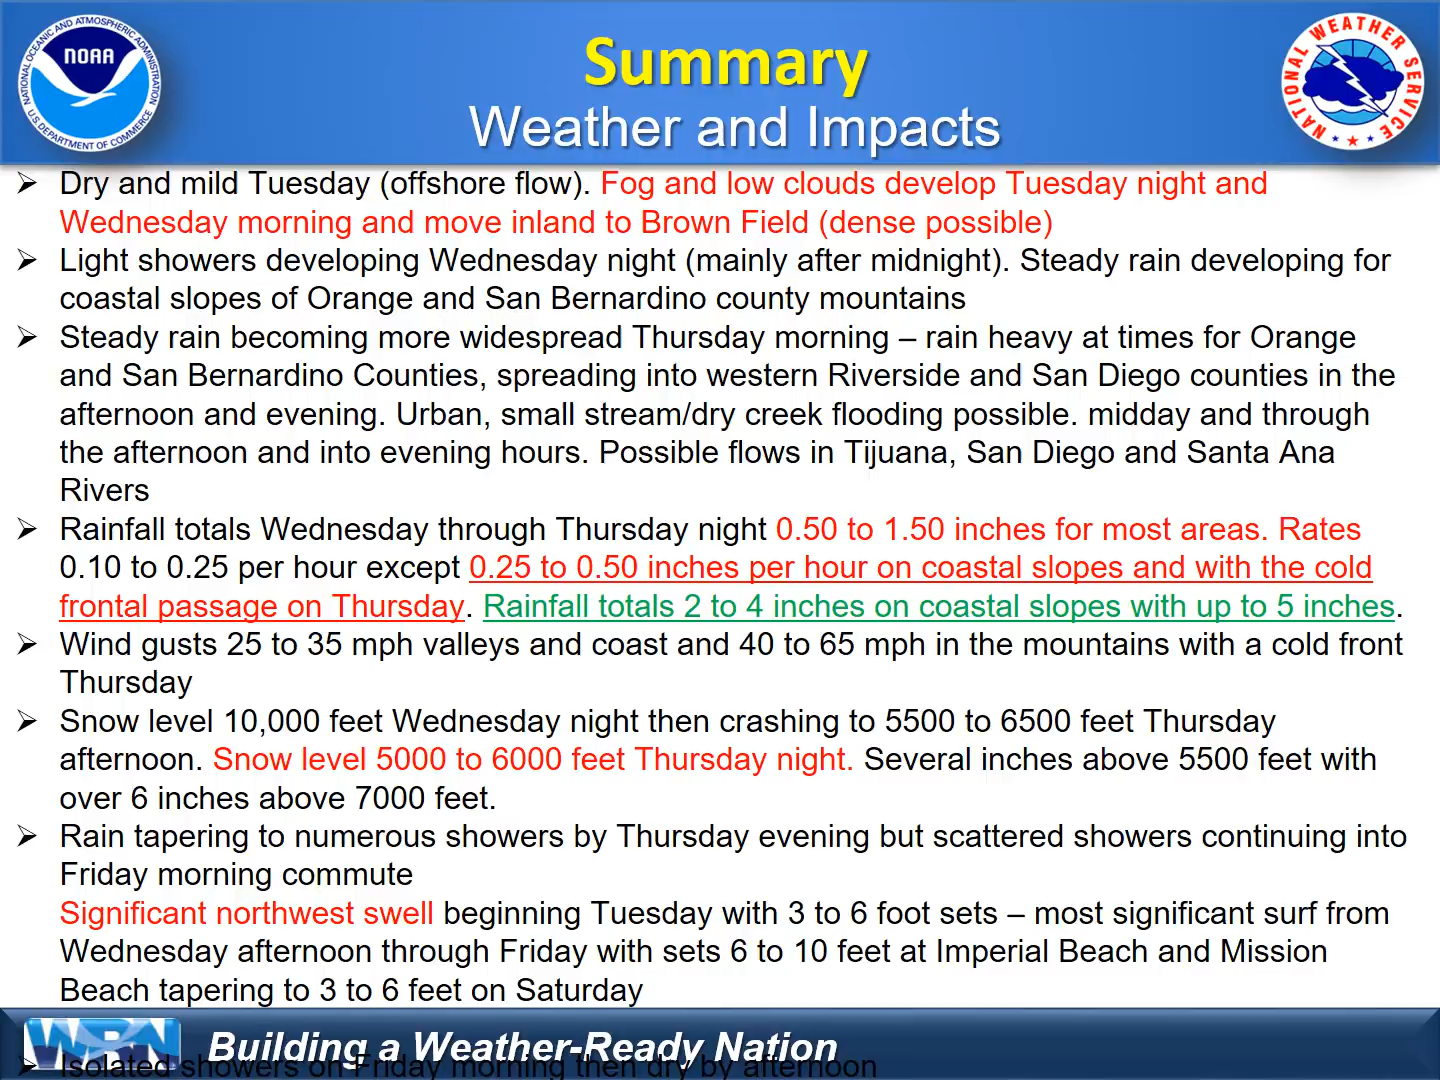 NATIONAL OCEANIC AND ATMOSPHERIC ADMINISTRATION
NOAA
U.S. DEPARTMENT OF COMMERCE
Summary
Weather and Impacts
NATIONAL WEATHER SERVICE
➢ Dry and mild Tuesday (offshore flow). Fog and low clouds develop Tuesday night and
Wednesday morning and move inland to Brown Field (dense possible)
➢ Light showers developing Wednesday night (mainly after midnight). Steady rain developing for
coastal slopes of Orange and San Bernardino county mountains
➢ Steady rain becoming more widespread Thursday morning – rain heavy at times for Orange
and San Bernardino Counties, spreading into western Riverside and San Diego counties in the
afternoon and evening. Urban, small stream/dry creek flooding possible. midday and through
the afternoon and into evening hours. Possible flows in Tijuana, San Diego and Santa Ana
Rivers
➢ Rainfall totals Wednesday through Thursday night 0.50 to 1.50 inches for most areas. Rates
0.10 to 0.25 per hour except 0.25 to 0.50 inches per hour on coastal slopes and with the cold
frontal passage on Thursday. Rainfall totals 2 to 4 inches on coastal slopes with up to 5 inches.
➢ Wind gusts 25 to 35 mph valleys and coast and 40 to 65 mph in the mountains with a cold front
Thursday
➢ Snow level 10,000 feet Wednesday night then crashing to 5500 to 6500 feet Thursday
afternoon. Snow level 5000 to 6000 feet Thursday night. Several inches above 5500 feet with
over 6 inches above 7000 feet.
➢ Rain tapering to numerous showers by Thursday evening but scattered showers continuing into
Friday morning commute
Significant northwest swell beginning Tuesday with 3 to 6 foot sets – most significant surf from
Wednesday afternoon through Friday with sets 6 to 10 feet at Imperial Beach and Mission
Beach tapering to 3 to 6 feet on Saturday
WRN
Building a Weather-Ready Nation
➢ Isolated showers on Friday morning then dry by afternoon